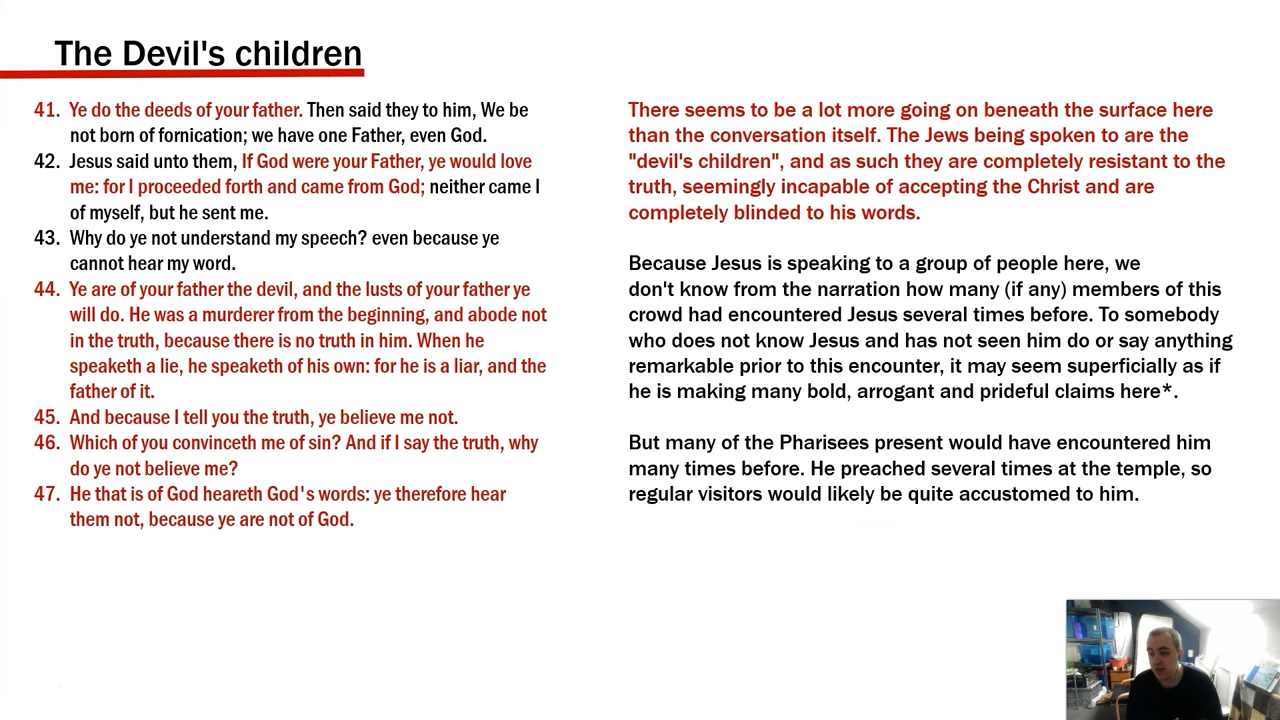 The Devil's children
41. Ye do the deeds of your father. Then said they to him, We be
not born of fornication; we have one Father, even God.
42. Jesus said unto them, If God were your Father, ye would love
me: for I proceeded forth and came from God; neither came I
of myself, but he sent me.
43. Why do ye not understand my speech? even because ye
cannot hear my word.
44. Ye are of your father the devil, and the lusts of your father ye
will do. He was a murderer from the beginning, and abode not
in the truth, because there is no truth in him. When he
speaketh a lie, he speaketh of his own: for he is a liar, and the
father of it.
45. And because I tell you the truth, ye believe me not.
46. Which of you convinceth me of sin? And if I say the truth, why
do ye not believe me?
47. He that is of God heareth God's words: ye therefore hear
them not, because ye are not of God.
There seems to be a lot more going on beneath the surface here
than the conversation itself. The Jews being spoken to are the
"devil's children", and as such they are completely resistant to the
truth, seemingly incapable of accepting the Christ and are
completely blinded to his words.
Because Jesus is speaking to a group of people here, we
don't know from the narration how many (if any) members of this
crowd had encountered Jesus several times before. To somebody
who does not know Jesus and has not seen him do or say anything
remarkable prior to this encounter, it may seem superficially as if
he is making many bold, arrogant and prideful claims here*.
But many of the Pharisees present would have encountered him
many times before. He preached several times at the temple, so
regular visitors would likely be quite accustomed to him.